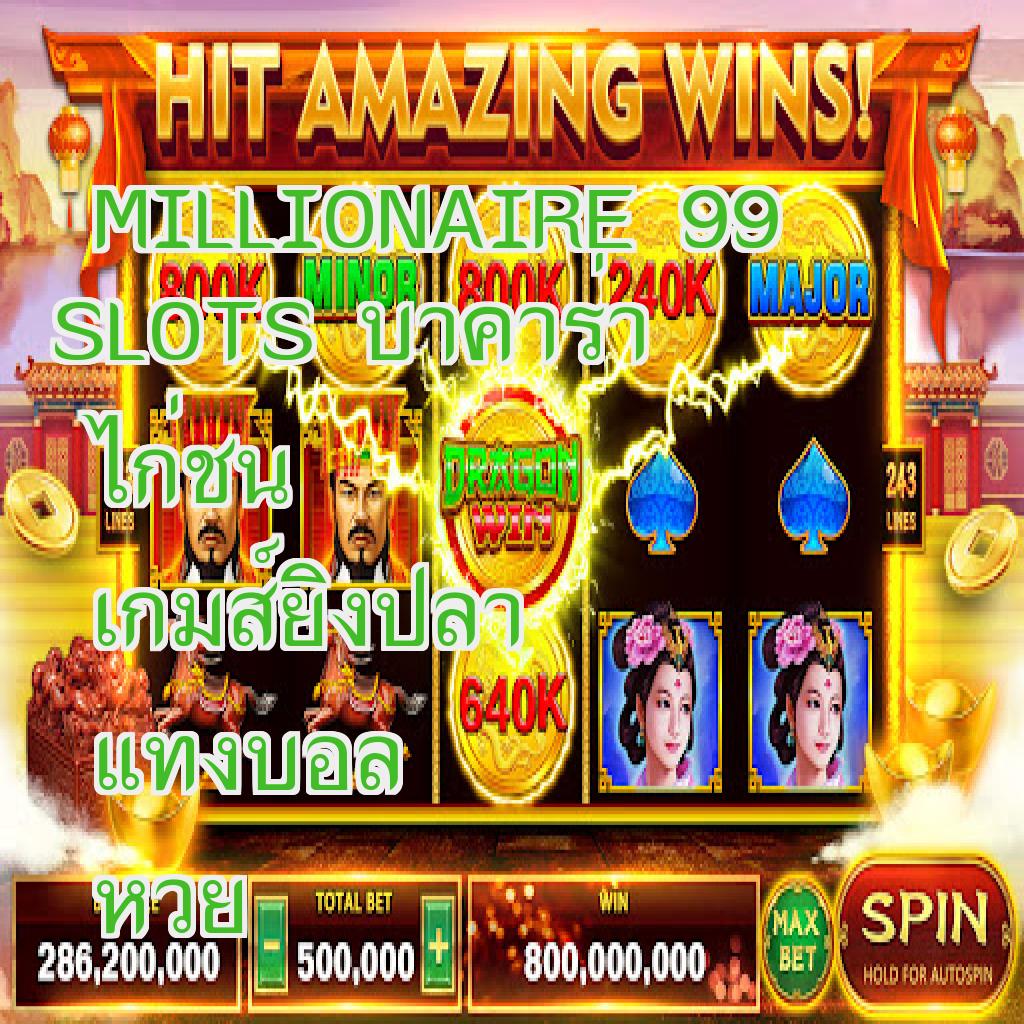 HIT AMAZING WINS!
MILLIONAIRE 99
800K MINOR 800K 240K MAJOR
SLOTS บาคาร่า
ไก่ชน
DRAGON
WIN
243
LINES
LINES
เกมส์ยิงปลา
640K
แทงบอล
หวย
TOTAL BET
WIN
286,200,000
-
500,000
+
800,000,000
MAX
BET
SPIN
HOLD FOR AUTOSPIN